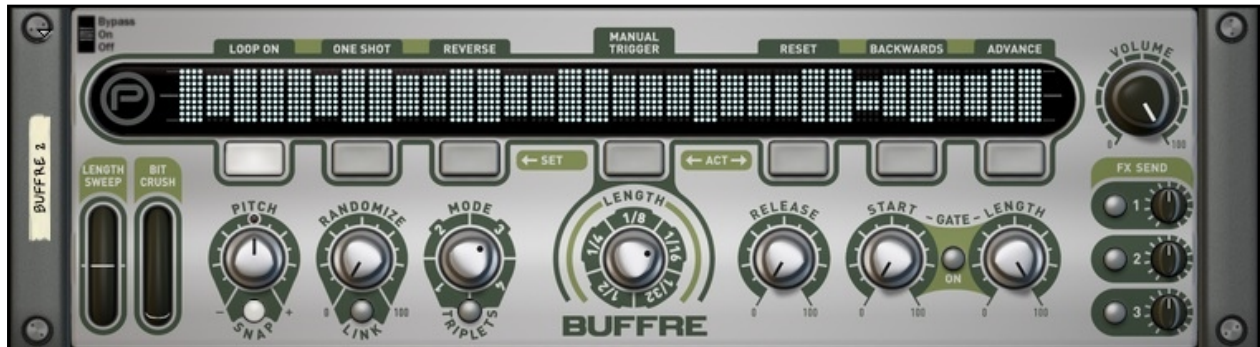 Bypass
On
Off
LOOP ON
ONE SHOT
REVERSE
MANUAL
TRIGGER
RESET
BACKWARDS
ADVANCE
VOLUME
0 100
P
BUFFRE 2
LENGTH
SWEEP
BIT
CRUSH
← SET
← ACT →
FX SEND
1
2
3
PITCH
- +
SNAP
RANDOMIZE
0 100
LINK
MODE
1 2 3 4
TRIPLETS
LENGTH
1/2 1/4 1/8 1/16 1/32
BUFFRE
RELEASE
0 100
START
0 100
-GATE-
ON
LENGTH
0 100